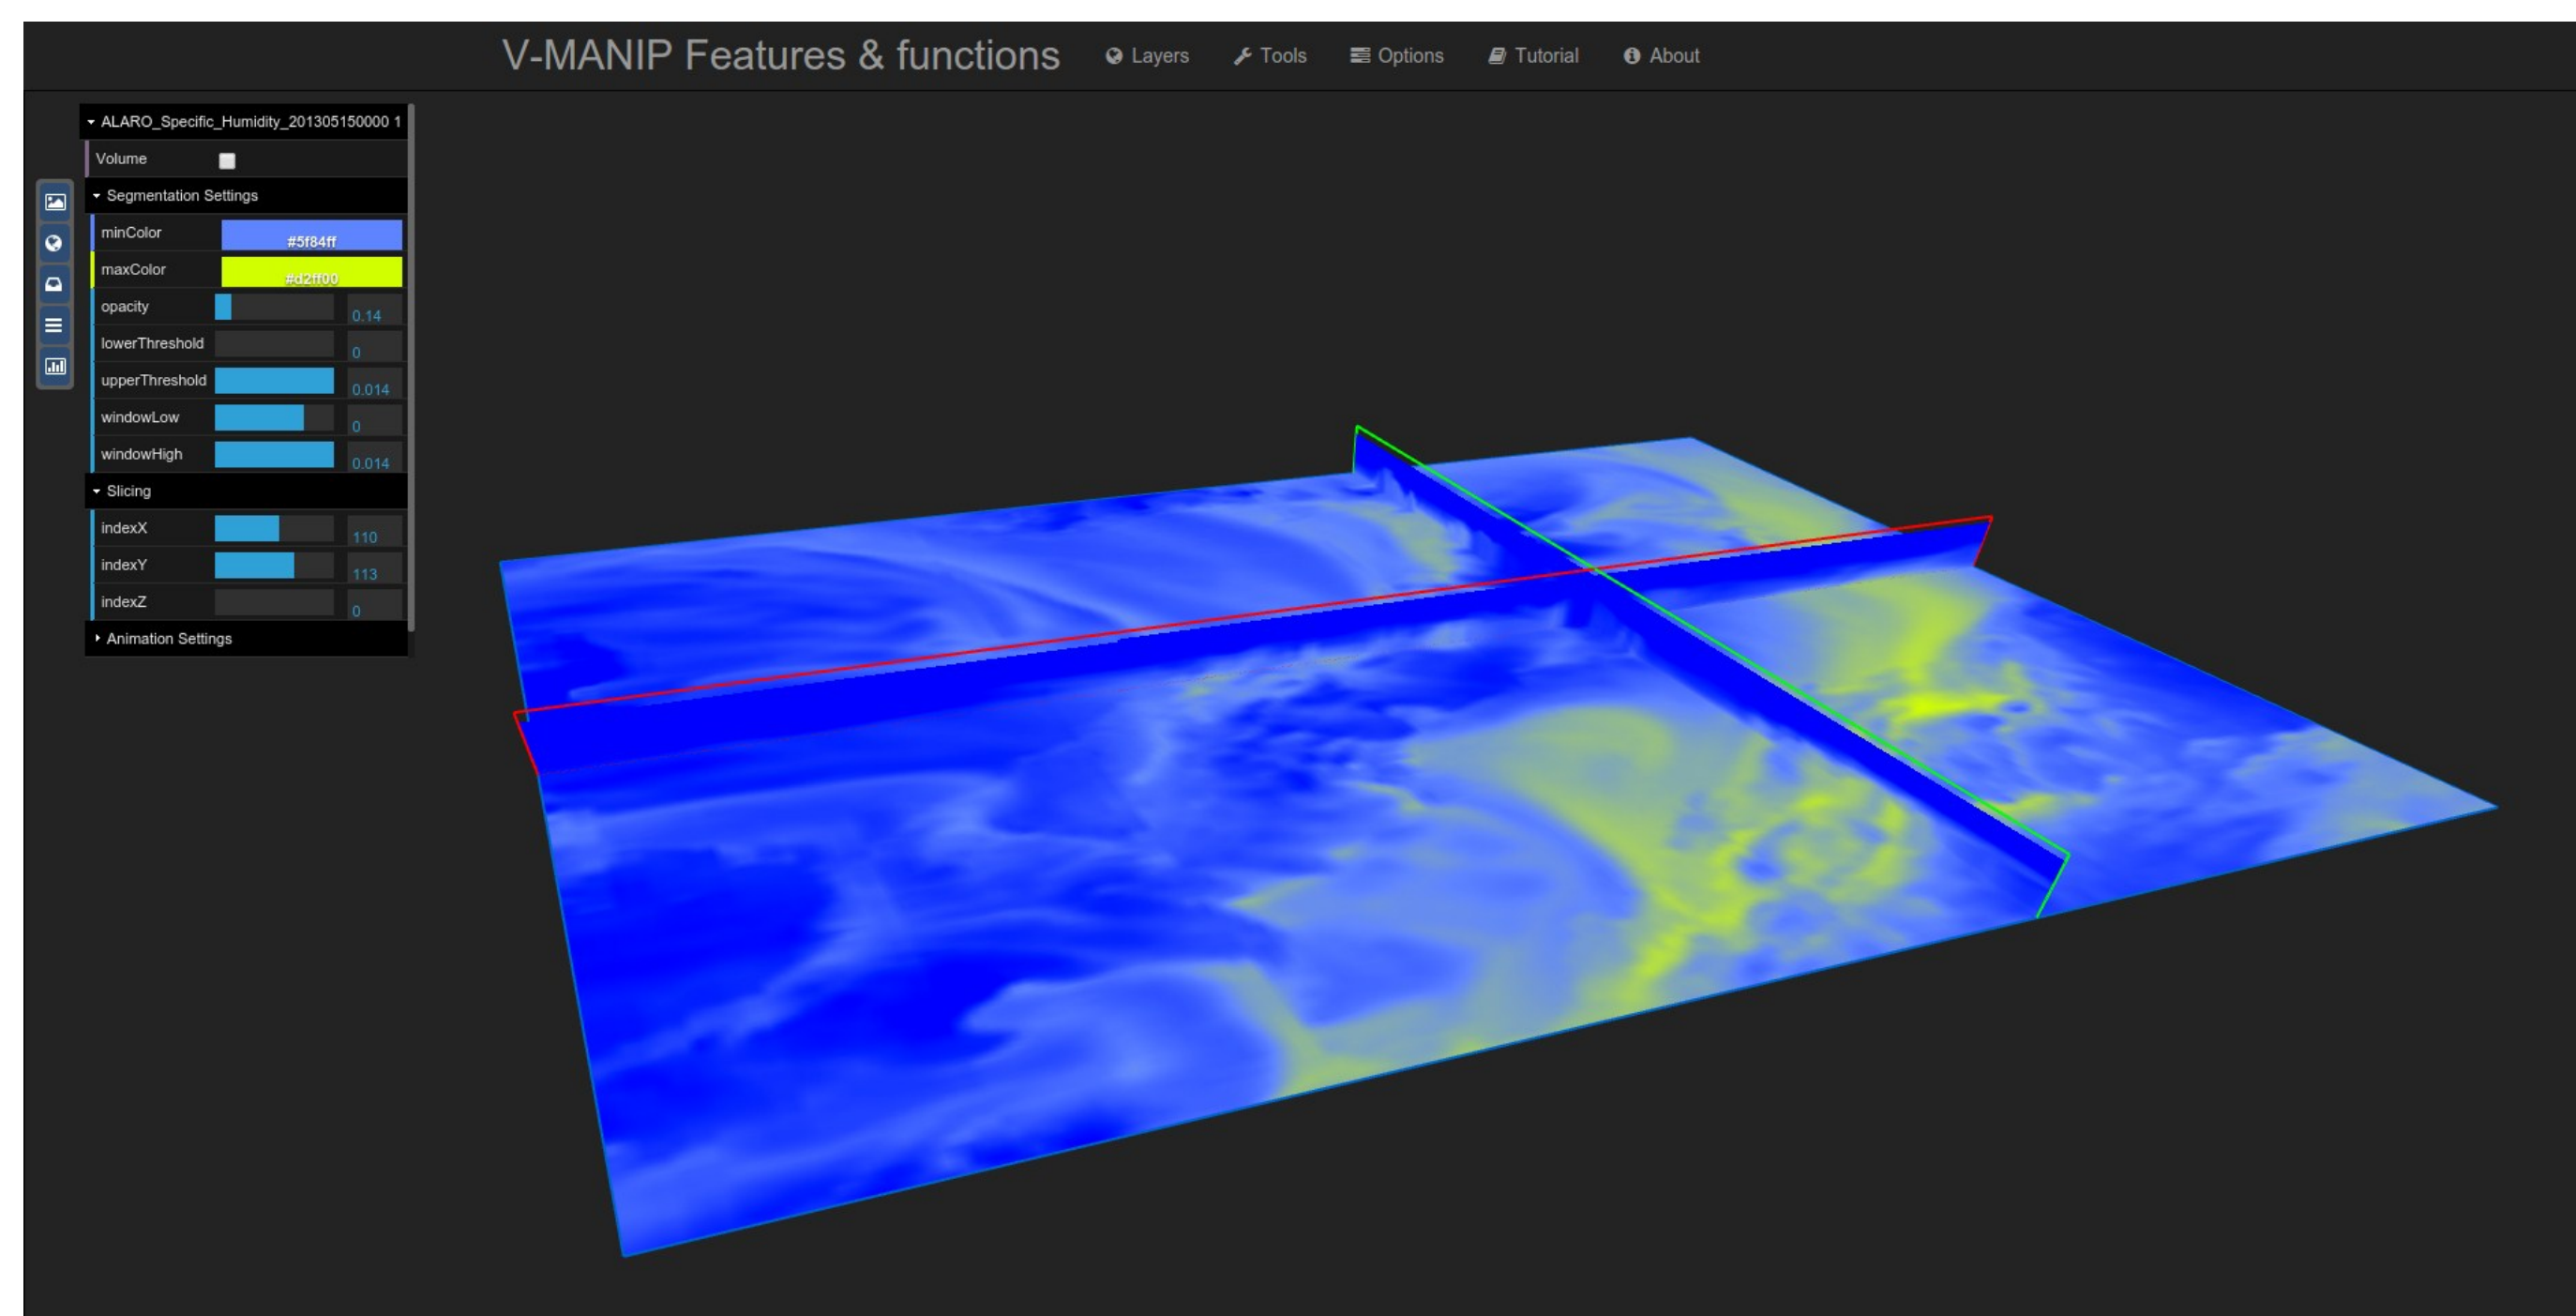 V-MANIP Features & functions Layers Tools Options Tutorial About
ALARO_Specific_Humidity_201305150000 1
Volume
Segmentation Settings
minColor #5f84ff
maxColor #d2ff00
opacity 0.14
lowerThreshold 0
upperThreshold 0.014
windowLow 0
windowHigh 0.014
Slicing
indexX 110
indexY 113
indexZ 0
Animation Settings